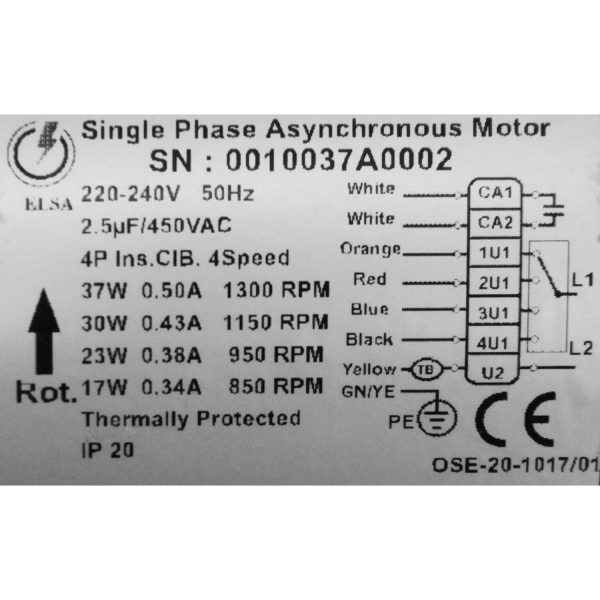 Single Phase Asynchronous Motor
SN : 0010037A0002
ELSA
220-240V 50Hz
2.5µF/450VAC
4P Ins.CIB. 4Speed
37W 0.50A 1300 RPM
30W 0.43A 1150 RPM
23W 0.38A 950 RPM
17W 0.34A 850 RPM
Rot.
Thermally Protected
IP 20
White CA1
White CA2
Orange 1U1
Red 2U1 L1
Blue 3U1
Black 4U1 L2
Yellow TB U2
GN/YE
PE CE
OSE-20-1017/01